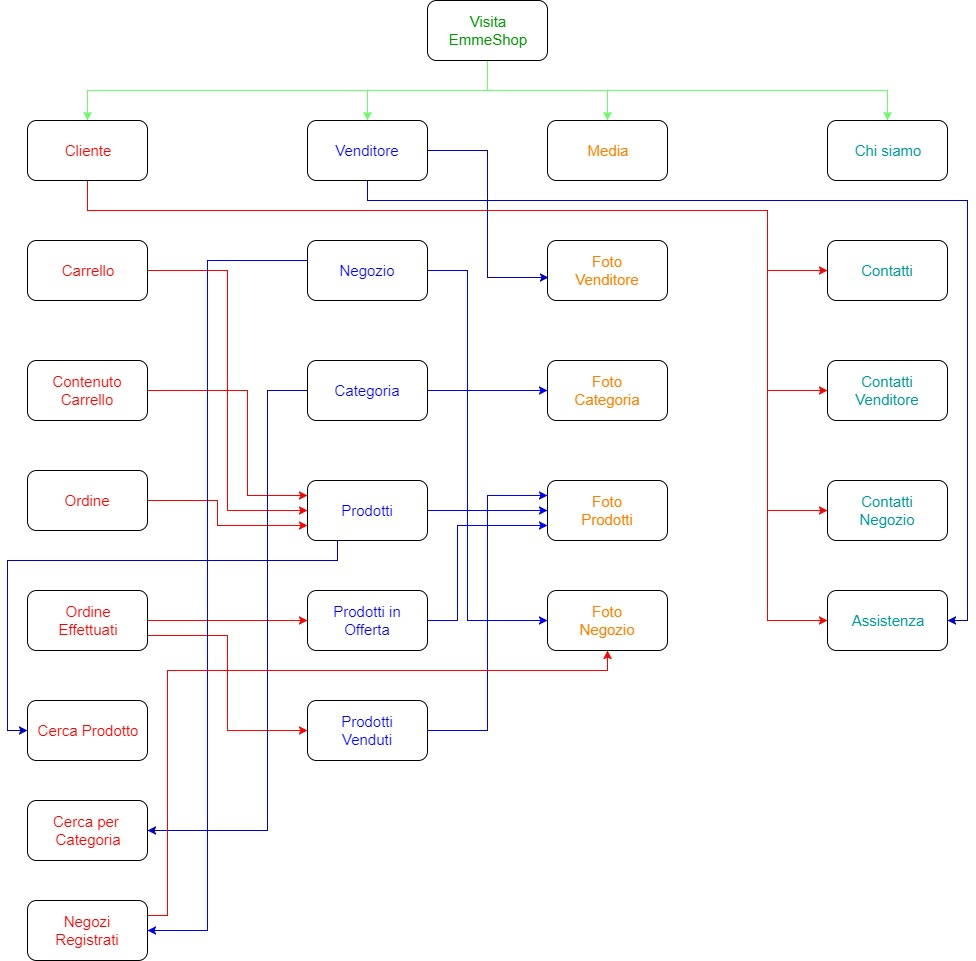 Visita
EmmeShop
Cliente
Venditore
Media
Chi siamo
Carrello
Negozio
Foto
Venditore
Contatti
Contenuto
Carrello
Categoria
Foto
Categoria
Contatti
Venditore
Ordine
Prodotti
Foto
Prodotti
Contatti
Negozio
Ordine
Effettuati
Prodotti in
Offerta
Foto
Negozio
Assistenza
Cerca Prodotto
Prodotti
Venduti
Cerca per
Categoria
Negozi
Registrati